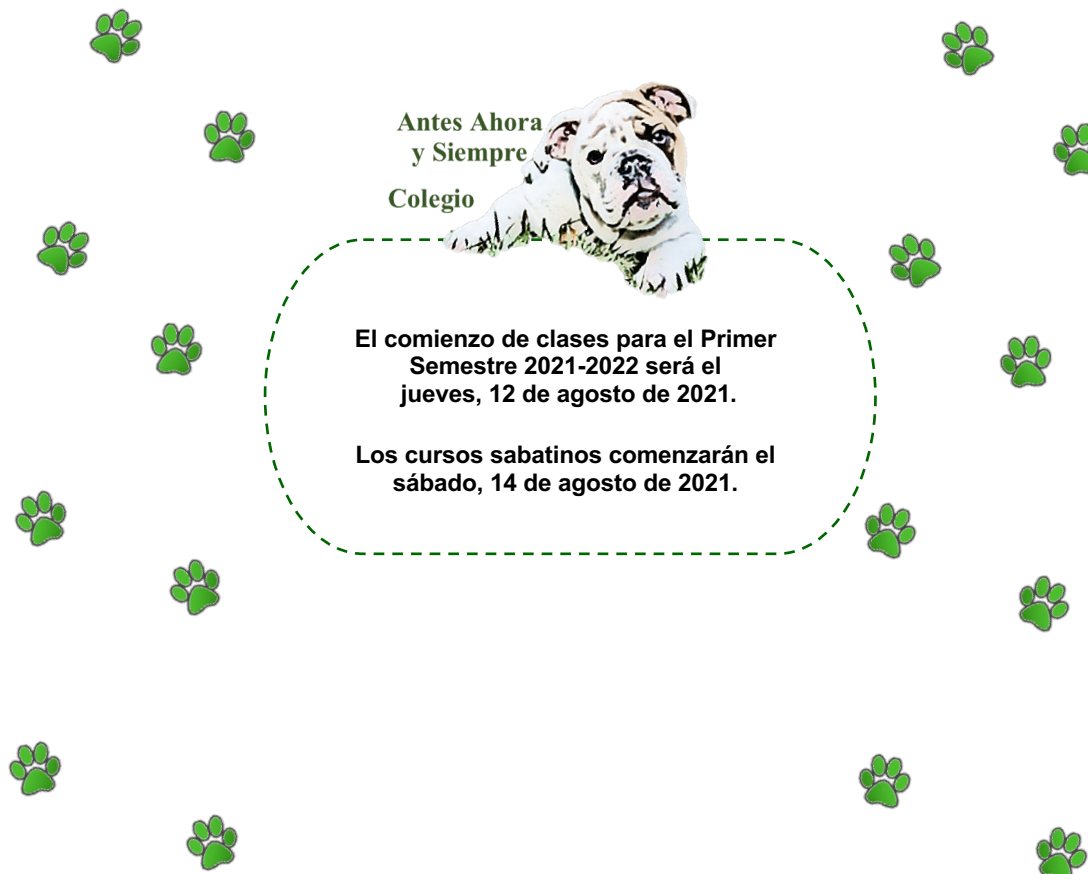 Antes Ahora
y Siempre
Colegio
El comienzo de clases para el Primer
Semestre 2021-2022 será el
jueves, 12 de agosto de 2021.
Los cursos sabatinos comenzarán el
sábado, 14 de agosto de 2021.